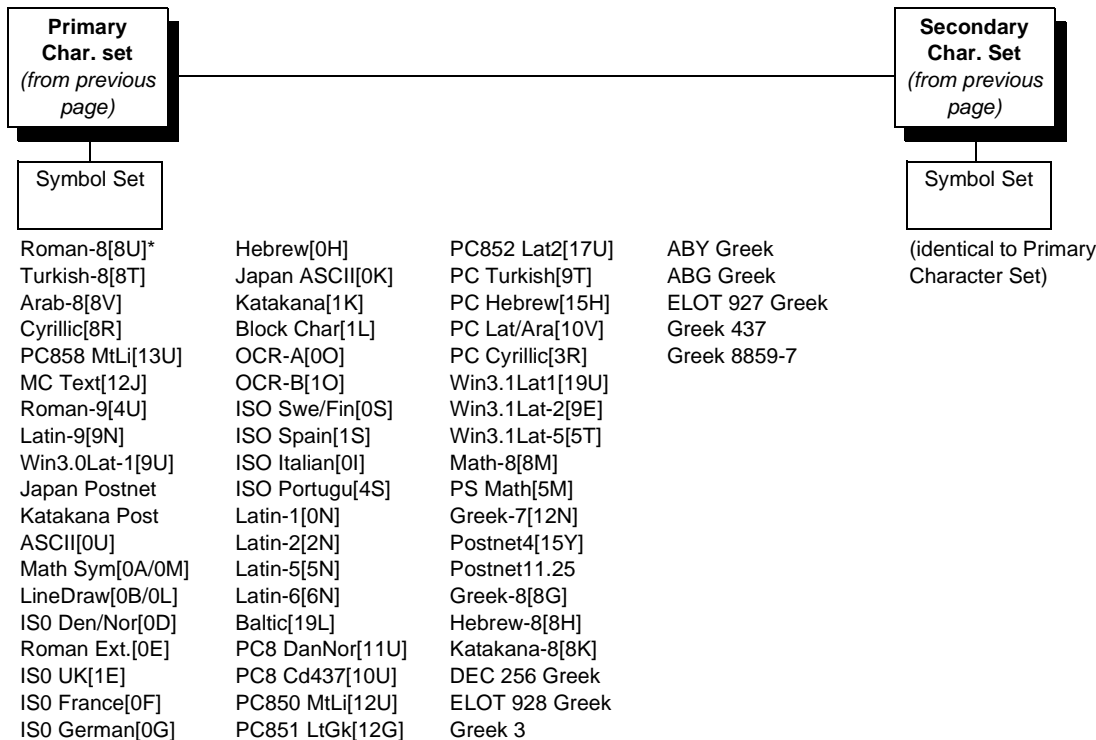 Primary
Char. set
(from previous
page)
Secondary
Char. Set
(from previous
page)
Symbol Set
Symbol Set
Roman-8[8U]*
Turkish-8[8T]
Arab-8[8V]
Cyrillic[8R]
PC858 MtLi[13U]
MC Text[12J]
Roman-9[4U]
Latin-9[9N]
Win3.0Lat-1[9U]
Japan Postnet
Katakana Post
ASCII[0U]
Math Sym[0A/0M]
LineDraw[0B/0L]
IS0 Den/Nor[0D]
Roman Ext.[0E]
IS0 UK[1E]
IS0 France[0F]
IS0 German[0G]
Hebrew[0H]
Japan ASCII[0K]
Katakana[1K]
Block Char[1L]
OCR-A[0O]
OCR-B[1O]
ISO Swe/Fin[0S]
ISO Spain[1S]
ISO Italian[0I]
ISO Portugu[4S]
Latin-1[0N]
Latin-2[2N]
Latin-5[5N]
Latin-6[6N]
Baltic[19L]
PC8 DanNor[11U]
PC8 Cd437[10U]
PC850 MtLi[12U]
PC851 LtGk[12G]
PC852 Lat2[17U]
PC Turkish[9T]
PC Hebrew[15H]
PC Lat/Ara[10V]
PC Cyrillic[3R]
Win3.1Lat1[19U]
Win3.1Lat-2[9E]
Win3.1Lat-5[5T]
Math-8[8M]
PS Math[5M]
Greek-7[12N]
Postnet4[15Y]
Postnet11.25
Greek-8[8G]
Hebrew-8[8H]
Katakana-8[8K]
DEC 256 Greek
ELOT 928 Greek
Greek 3
ABY Greek
ABG Greek
ELOT 927 Greek
Greek 437
Greek 8859-7
(identical to Primary
Character Set)